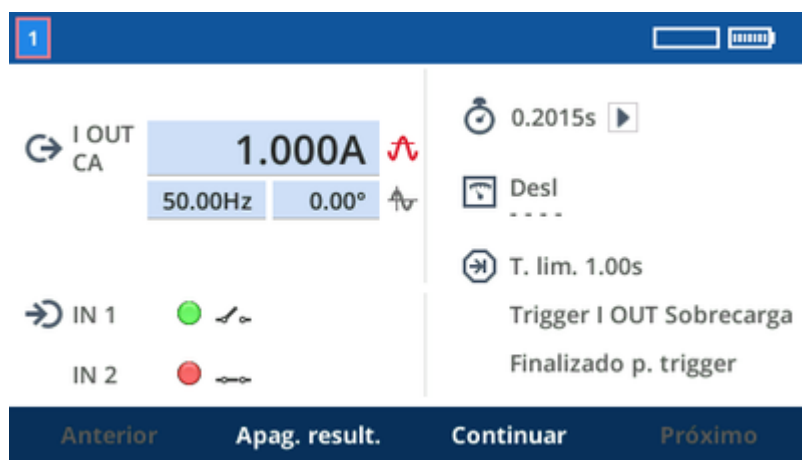 1
I OUT
CA
1.000A
50.00Hz
0.00°
0.2015s
Desl
- - - -
T. lim. 1.00s
IN 1
Trigger I OUT Sobrecarga
IN 2
Finalizado p. trigger
Anterior
Apag. result.
Continuar
Próximo